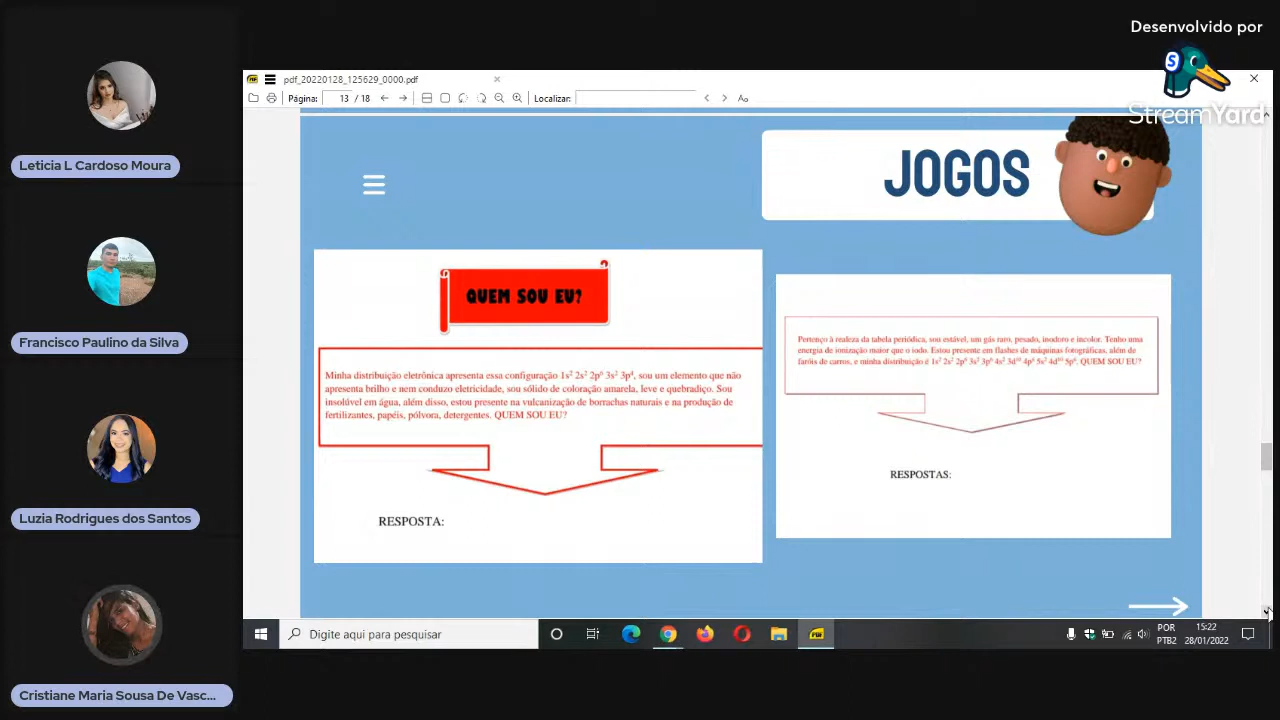 Desenvolvido por
StreamYard
Leticia L Cardoso Moura
Francisco Paulino da Silva
Luzia Rodrigues dos Santos
Cristiane Maria Sousa De Vasc...
pdf_20220128_125629_0000.pdf
Página: 13 / 18 Localizar:
JOGOS
QUEM SOU EU?
Minha distribuição eletrônica apresenta essa configuração 1s² 2s² 2p⁶ 3s² 3p⁴, sou um elemento que não
apresenta brilho e nem conduzo eletricidade, sou sólido de coloração amarela, leve e quebradiço. Sou
insolúvel em água, além disso, estou presente na vulcanização de borrachas naturais e na produção de
fertilizantes, papéis, pólvora, detergentes. QUEM SOU EU?
RESPOSTA:
Pertenço à realeza da tabela periódica, sou estável, um gás raro, pesado, inodoro e incolor. Tenho uma
energia de ionização maior que o iodo. Estou presente em flashes de máquinas fotográficas, além de
faróis de carros, e minha distribuição é 1s² 2s² 2p⁶ 3s² 3p⁶ 4s² 3d¹⁰ 4p⁶ 5s² 4d¹⁰ 5p⁶. QUEM SOU EU?
RESPOSTAS:
Digite aqui para pesquisar
POR
PTB2
15:22
28/01/2022